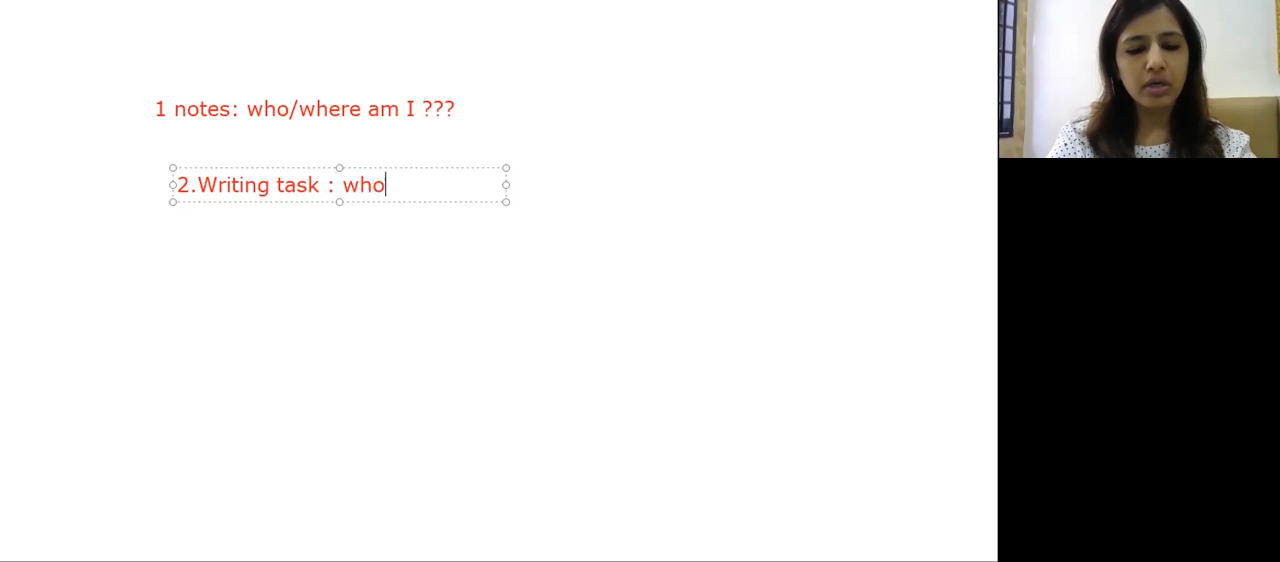 1 notes: who/where am I ???
2.Writing task : who